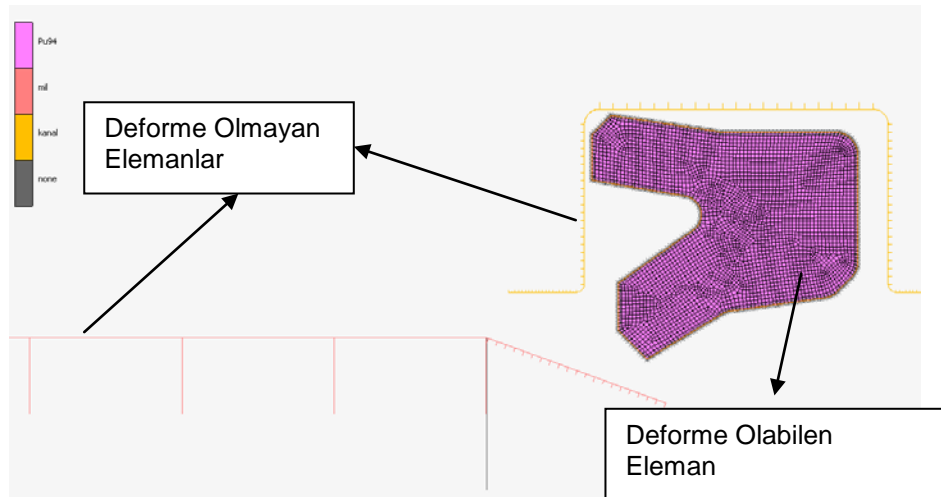 Pu94
mil
kanal
none
Deforme Olmayan
Elemanlar
Deforme Olabilen
Eleman